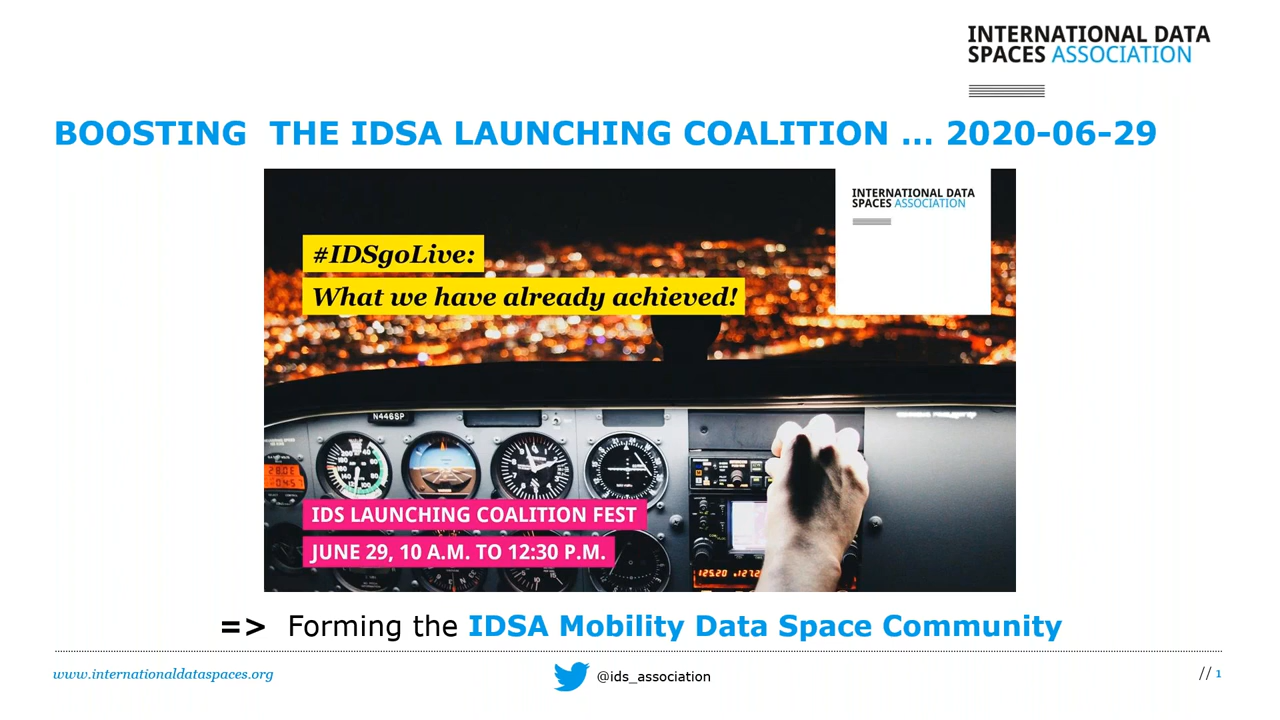 INTERNATIONAL DATA
SPACES ASSOCIATION
BOOSTING THE IDSA LAUNCHING COALITION ... 2020-06-29
INTERNATIONAL DATA
SPACES ASSOCIATION
#IDSgoLive:
What we have already achieved!
N446SP
IDS LAUNCHING COALITION FEST
JUNE 29, 10 A.M. TO 12:30 P.M.
=> Forming the IDSA Mobility Data Space Community
www.internationaldataspaces.org
@ids_association
// 1